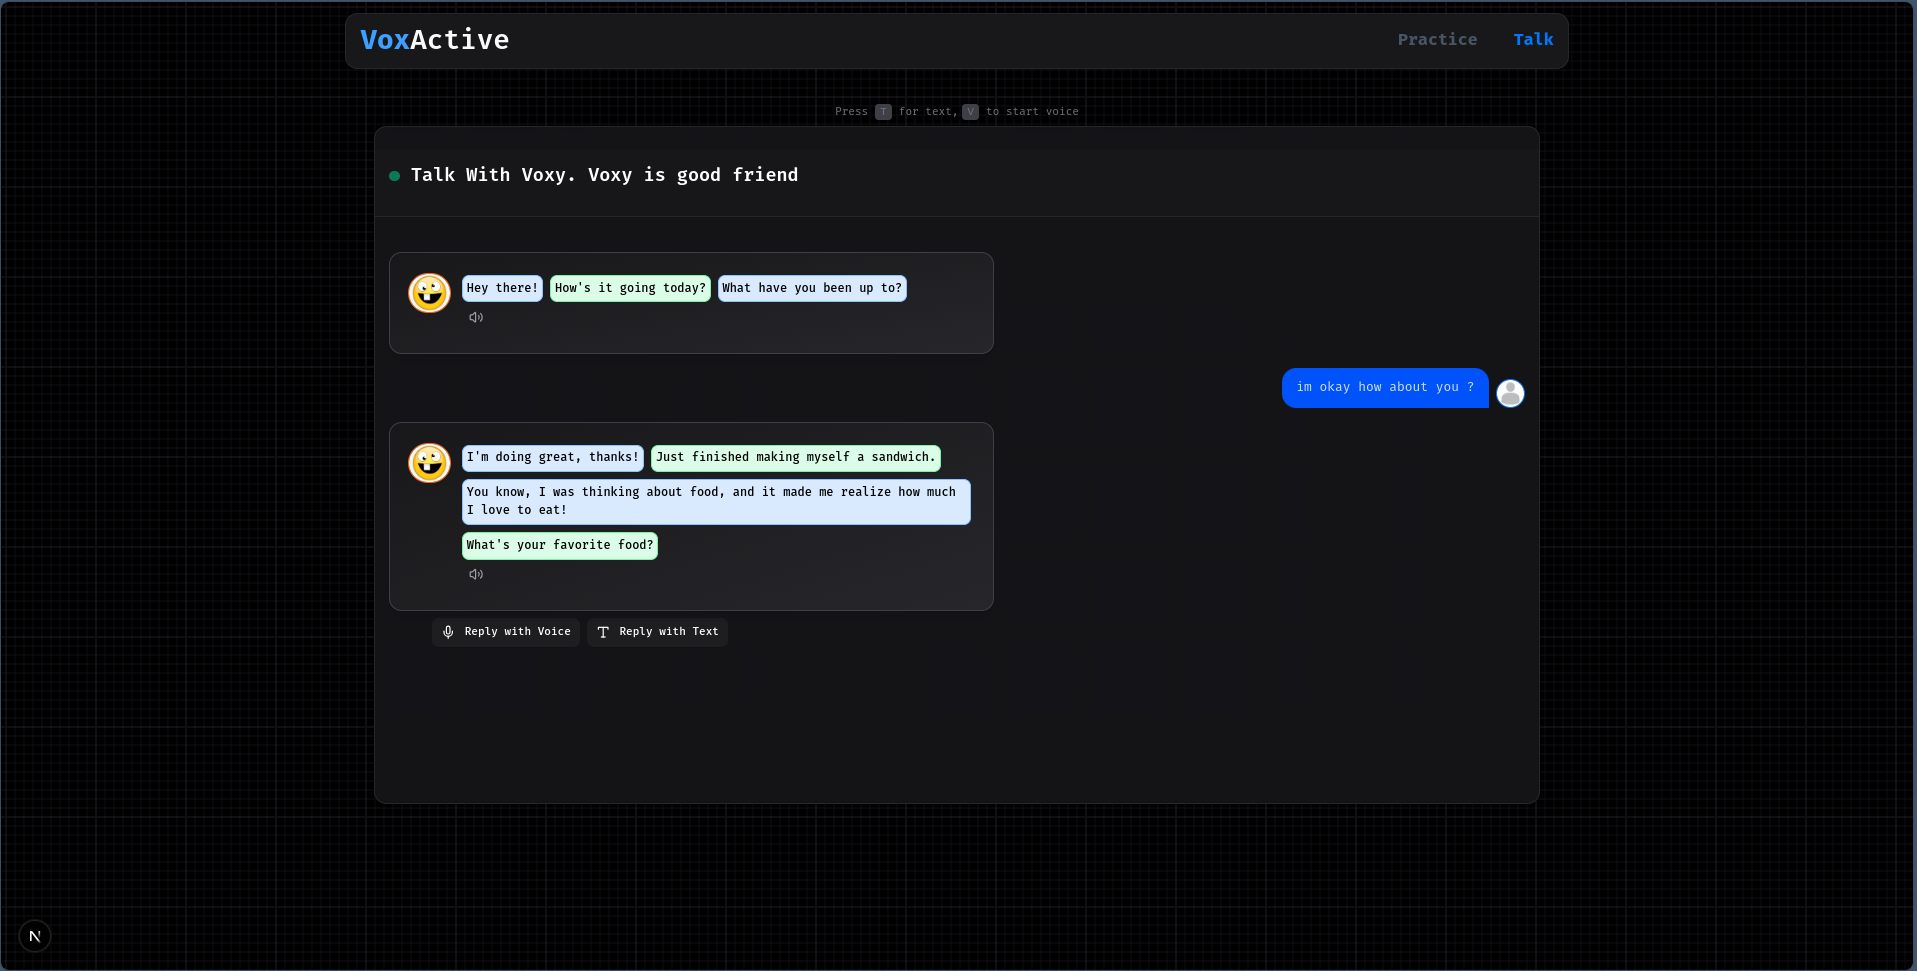 VoxActive
Practice Talk
Press T for text, V to start voice
Talk With Voxy. Voxy is good friend
Hey there! How's it going today? What have you been up to?
im okay how about you ?
I'm doing great, thanks! Just finished making myself a sandwich.
You know, I was thinking about food, and it made me realize how much
I love to eat!
What's your favorite food?
Reply with Voice Reply with Text
N